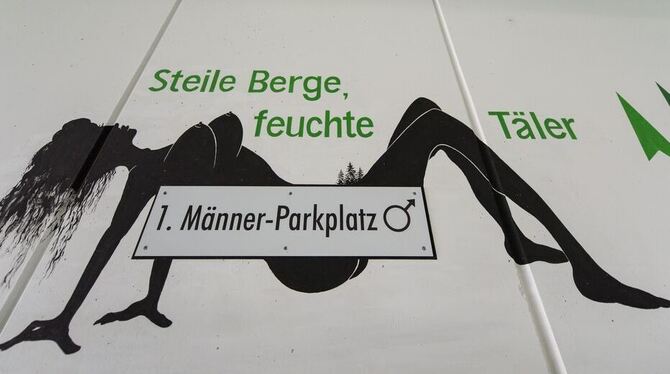 Steile Berge,
feuchte Täler
1. Männer-Parkplatz ♂